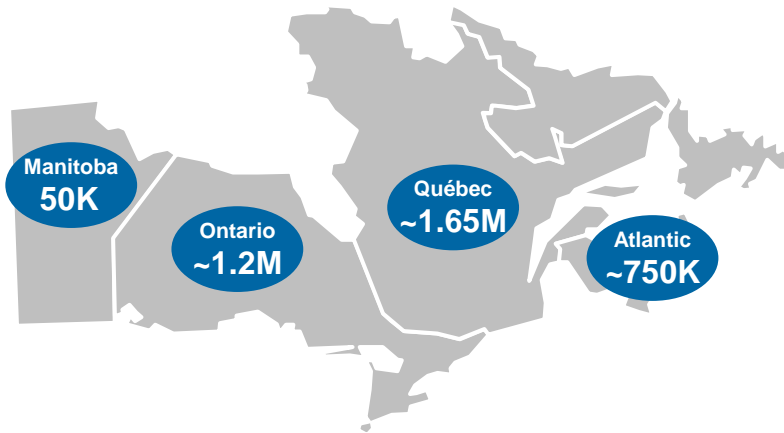 Manitoba
50K
Ontario
~1.2M
Québec
~1.65M
Atlantic
~750K